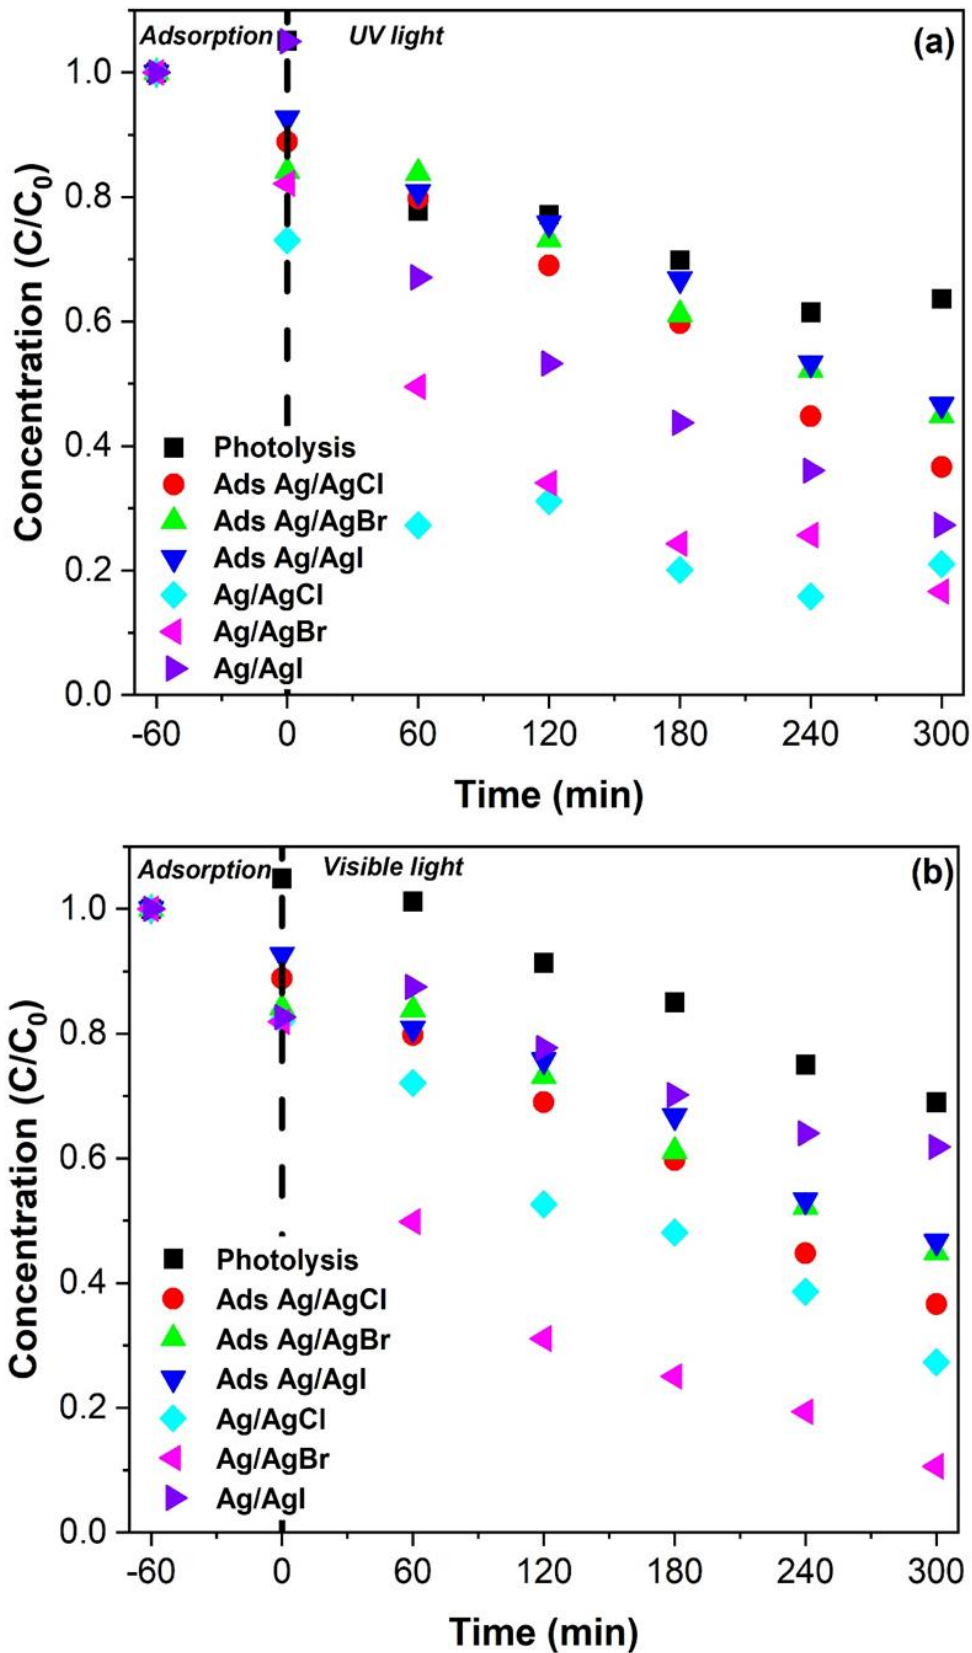 Adsorption UV light (a)
1.0
0.8
0.6
0.4
0.2
0.0
Concentration (C/C0)
Photolysis
Ads Ag/AgCl
Ads Ag/AgBr
Ads Ag/AgI
Ag/AgCl
Ag/AgBr
Ag/AgI
-60 0 60 120 180 240 300
Time (min)
Adsorption Visible light (b)
1.0
0.8
0.6
0.4
0.2
0.0
Concentration (C/C0)
Photolysis
Ads Ag/AgCl
Ads Ag/AgBr
Ads Ag/AgI
Ag/AgCl
Ag/AgBr
Ag/AgI
-60 0 60 120 180 240 300
Time (min)